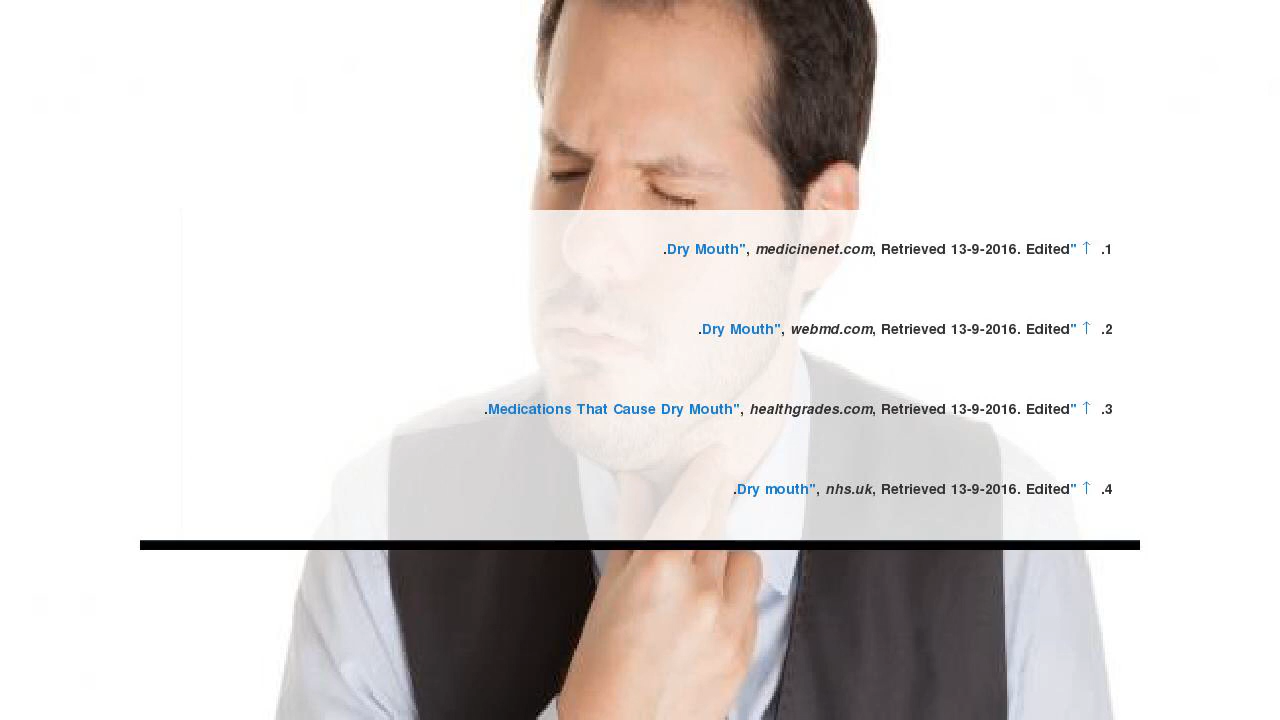 .Dry Mouth", medicinenet.com, Retrieved 13-9-2016. Edited" ↑ .1
.Dry Mouth", webmd.com, Retrieved 13-9-2016. Edited" ↑ .2
.Medications That Cause Dry Mouth", healthgrades.com, Retrieved 13-9-2016. Edited" ↑ .3
.Dry mouth", nhs.uk, Retrieved 13-9-2016. Edited" ↑ .4